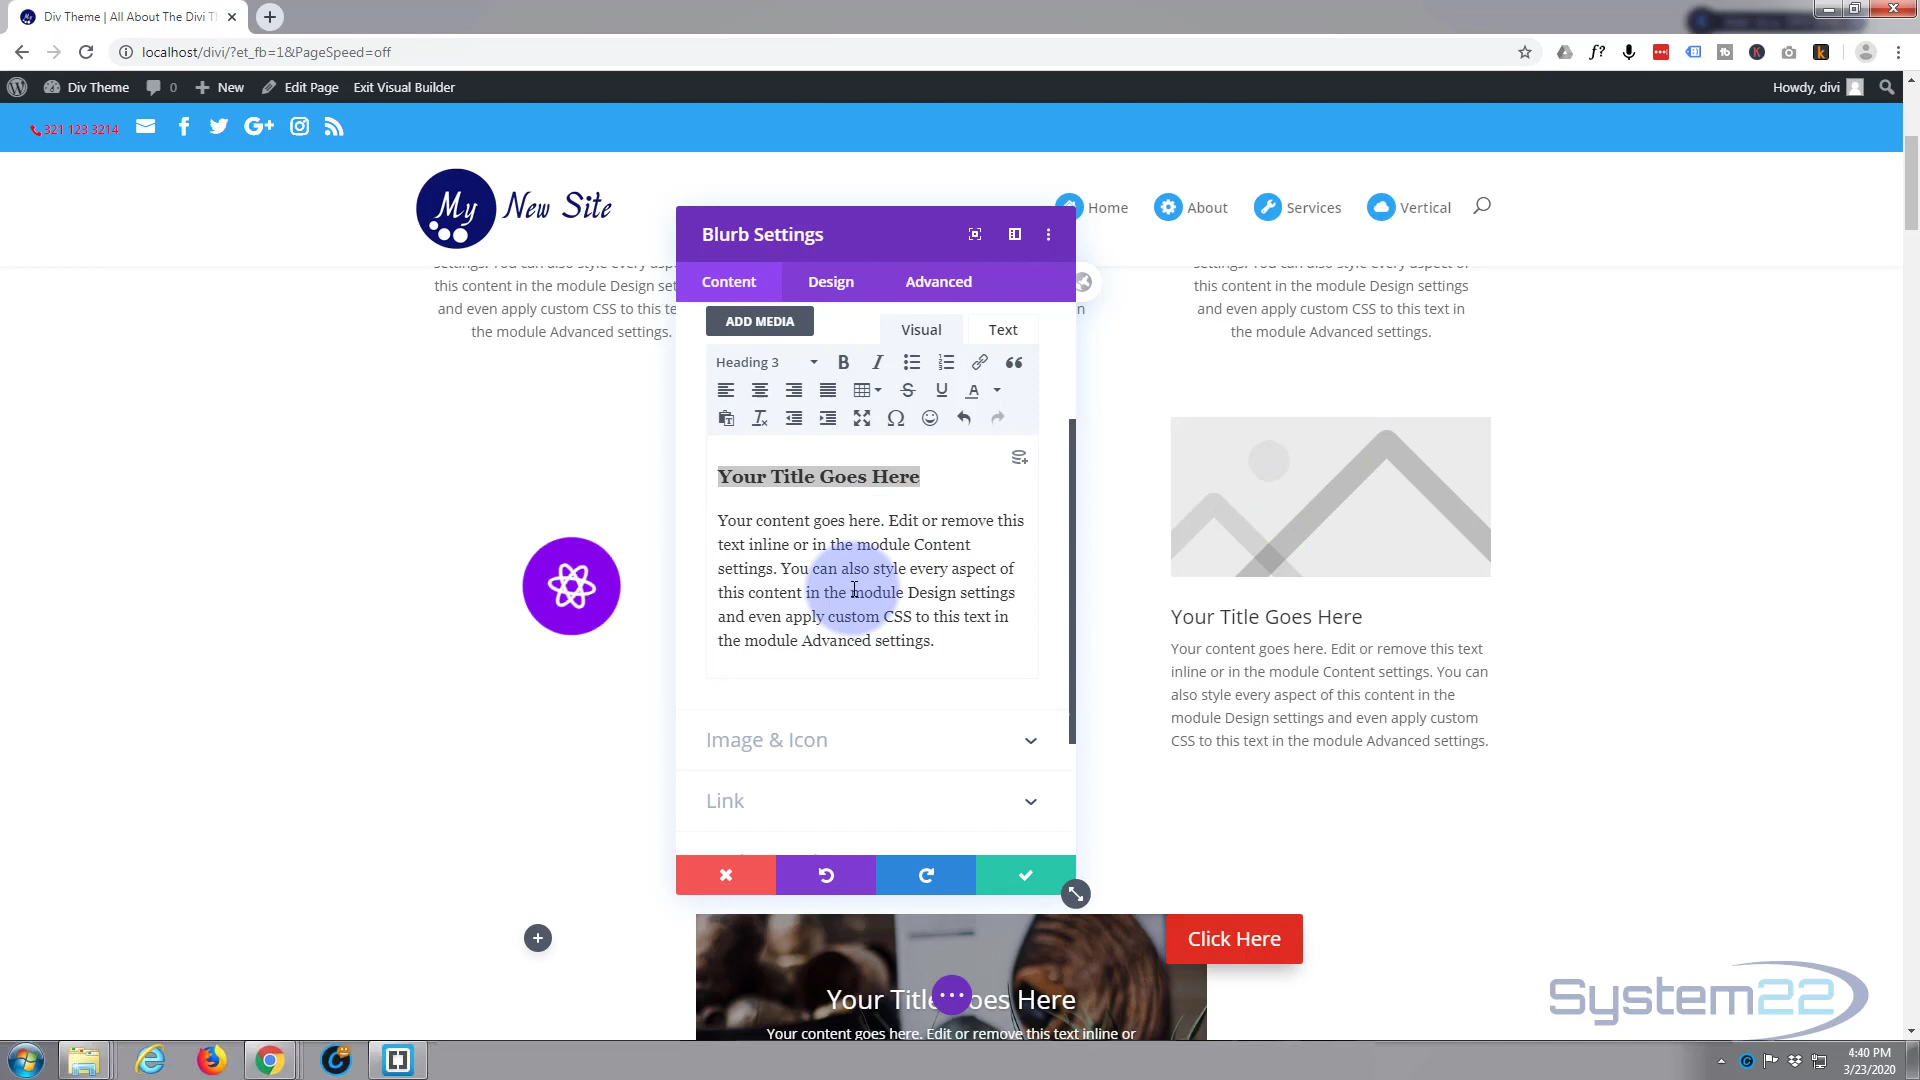 Div Theme | All About The Divi T
localhost/divi/?et_fb=1&PageSpeed=off
Div Theme
0
New
Edit Page
Exit Visual Builder
Howdy, divi
321 123 3214
My New Site
Home
About
Services
Vertical
this content in the module Design set
and even apply custom CSS to this te
the module Advanced settings.
this content in the module Design settings
and even apply custom CSS to this text in
the module Advanced settings.
Blurb Settings
Content
Design
Advanced
ADD MEDIA
Visual
Text
Heading 3
Your Title Goes Here
Your content goes here. Edit or remove this
text inline or in the module Content
settings. You can also style every aspect of
this content in the module Design settings
and even apply custom CSS to this text in
the module Advanced settings.
Image & Icon
Link
Your Title Goes Here
Your content goes here. Edit or remove this text
inline or in the module Content settings. You can
also style every aspect of this content in the
module Design settings and even apply custom
CSS to this text in the module Advanced settings.
Click Here
Your Title Goes Here
Your content goes here. Edit or remove this text inline or
System22
4:40 PM
3/23/2020